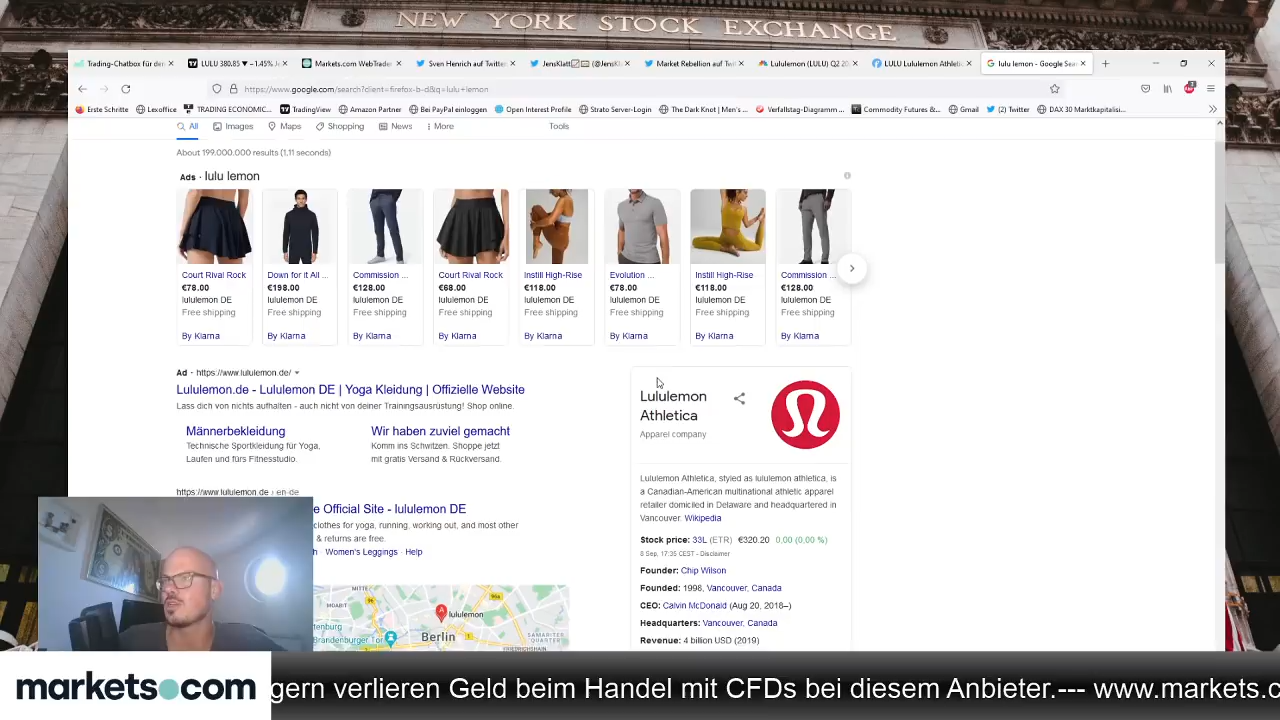 NEW YORK STOCK EXCHANGE
Trading-Chatbox für der
LULU 380.85 ▼ −1.45%
Markets.com WebTrader
Sven Henrich auf Twitter
JensKlatt (@JensKl
Market Rebellion auf Twi
Lululemon (LULU) Q2 20
LULU Lululemon Athletic
lulu lemon - Google Sea
https://www.google.com/search?client=firefox-b-d&q=lulu+lemon
Erste Schritte
Lexoffice
TRADING ECONOMIC
TradingView
Amazon Partner
Bei PayPal einloggen
Open Interest Profile
Strato Server-Login
The Dark Knot | Men's ...
Verfallstag-Diagramm ...
Commodity Futures &...
Gmail
(2) Twitter
DAX 30 Marktkapitalisi...
All Images Maps Shopping News More Tools
About 199.000.000 results (1,11 seconds)
Ads · lulu lemon
Court Rival Rock
€78.00
lululemon DE
Free shipping
By Klarna
Down for it All ...
€198.00
lululemon DE
Free shipping
By Klarna
Commission ...
€128.00
lululemon DE
Free shipping
By Klarna
Court Rival Rock
€68.00
lululemon DE
Free shipping
By Klarna
Instill High-Rise
€118.00
lululemon DE
Free shipping
By Klarna
Evolution ...
€78.00
lululemon DE
Free shipping
By Klarna
Instill High-Rise
€118.00
lululemon DE
Free shipping
By Klarna
Commission ...
€128.00
lululemon DE
Free shipping
By Klarna
Ad · https://www.lululemon.de/
Lululemon.de - Lululemon DE | Yoga Kleidung | Offizielle Website
Lass dich von nichts aufhalten - auch nicht von deiner Trainingsausrüstung! Shop online.
Männerbekleidung
Technische Sportkleidung für Yoga,
Laufen und fürs Fitnesstudio.
Wir haben zuviel gemacht
Komm ins Schwitzen. Shoppe jetzt
mit gratis Versand & Rückversand.
https://www.lululemon.de › en-de
e Official Site - lululemon DE
clothes for yoga, running, working out, and most other
& returns are free.
Women's Leggings · Help
MITTE
MOABIT
96
96
lululemon
Berlin
Brandenburger Tor
SAMARITER
QUARTER
Lululemon
Athletica
Apparel company
Lululemon Athletica, styled as lululemon athletica, is
a Canadian-American multinational athletic apparel
retailer domiciled in Delaware and headquartered in
Vancouver. Wikipedia
Stock price: 33L (ETR) €320.20 0,00 (0,00 %)
8 Sep, 17:35 CEST - Disclaimer
Founder: Chip Wilson
Founded: 1998, Vancouver, Canada
CEO: Calvin McDonald (Aug 20, 2018–)
Headquarters: Vancouver, Canada
Revenue: 4 billion USD (2019)
markets.com
gern verlieren Geld beim Handel mit CFDs bei diesem Anbieter.--- www.markets.c